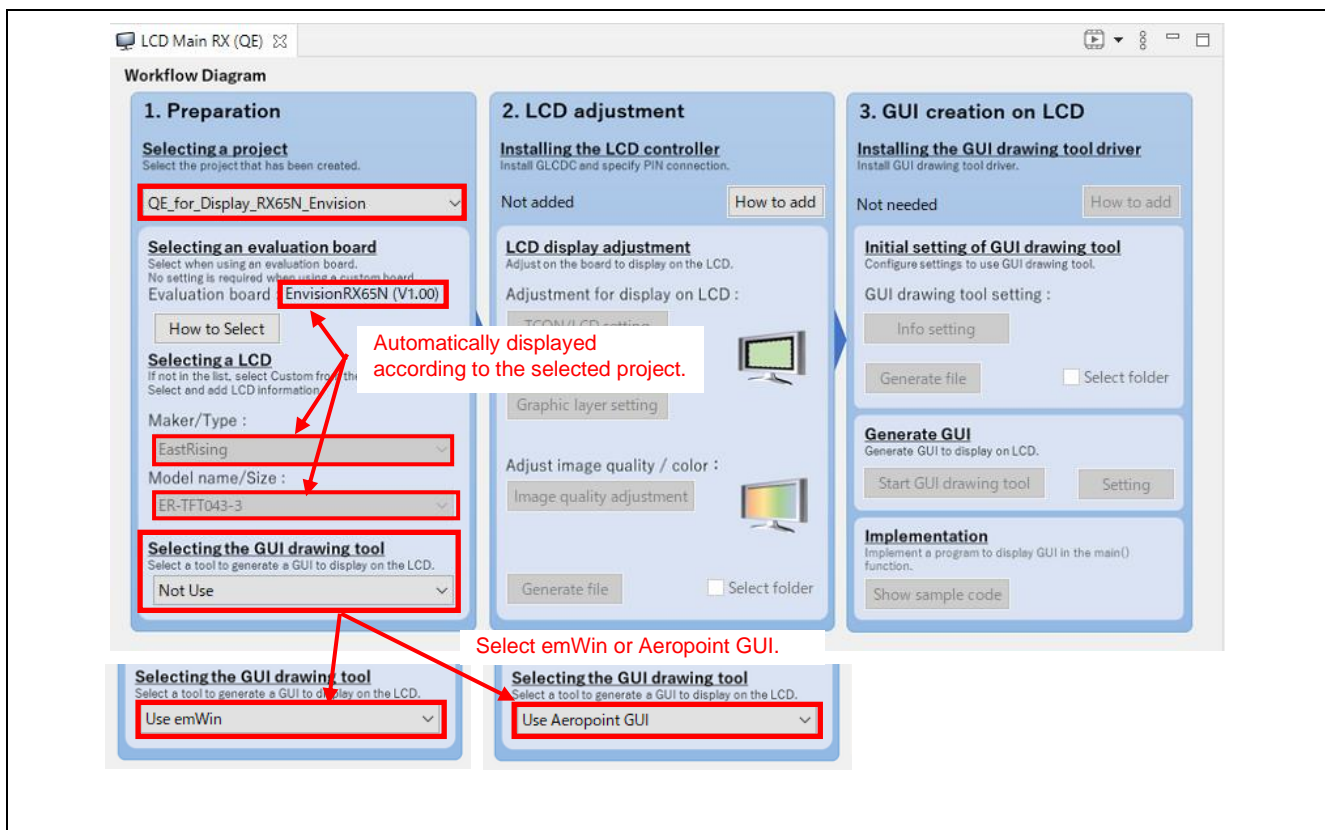 LCD Main RX (QE)
Workflow Diagram
1. Preparation
Selecting a project
Select the project that has been created.
QE_for_Display_RX65N_Envision
Selecting an evaluation board
Select when using an evaluation board.
No setting is required when using a custom board
Evaluation board : EnvisionRX65N (V1.00)
How to Select
Selecting a LCD
If not in the list, select Custom from the
Select and add LCD information
Maker/Type :
EastRising
Model name/Size :
ER-TFT043-3
Selecting the GUI drawing tool
Select a tool to generate a GUI to display on the LCD.
Not Use
Automatically displayed
according to the selected project.
2. LCD adjustment
Installing the LCD controller
Install GLCDC and specify PIN connection.
Not added
How to add
LCD display adjustment
Adjust on the board to display on the LCD.
Adjustment for display on LCD :
TCON/LCD setting
Graphic layer setting
Adjust image quality / color :
Image quality adjustment
Generate file
Select folder
3. GUI creation on LCD
Installing the GUI drawing tool driver
Install GUI drawing tool driver.
Not needed
How to add
Initial setting of GUI drawing tool
Configure settings to use GUI drawing tool.
GUI drawing tool setting :
Info setting
Generate file
Select folder
Generate GUI
Generate GUI to display on LCD.
Start GUI drawing tool
Setting
Implementation
Implement a program to display GUI in the main()
function.
Show sample code
Select emWin or Aeropoint GUI.
Selecting the GUI drawing tool
Select a tool to generate a GUI to display on the LCD.
Use emWin
Selecting the GUI drawing tool
Select a tool to generate a GUI to display on the LCD.
Use Aeropoint GUI